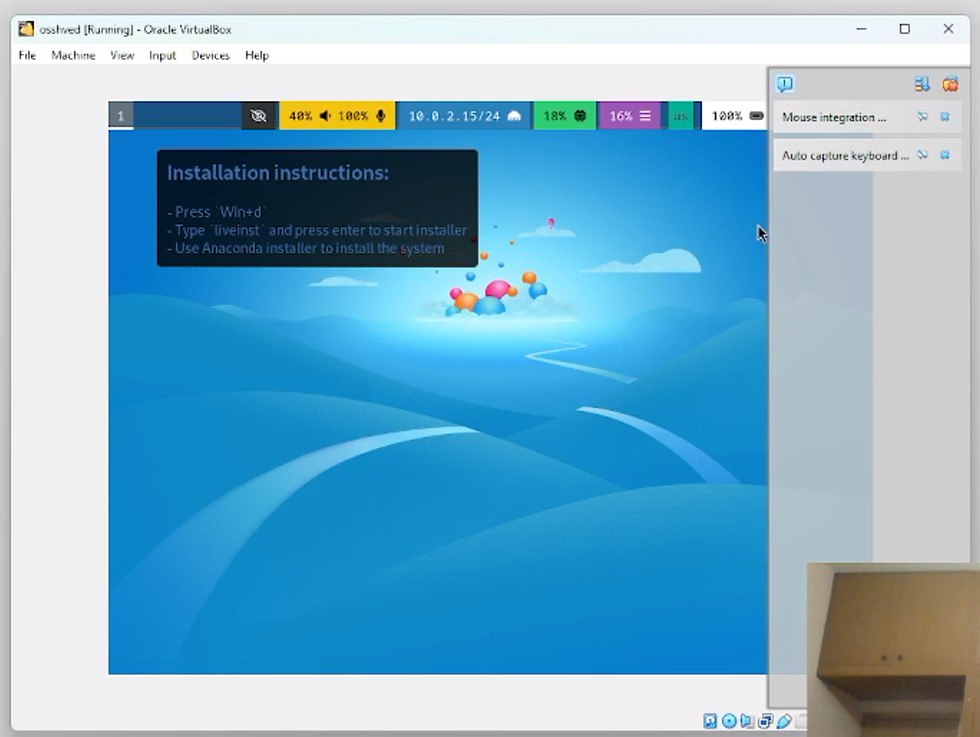 osshved [Running] - Oracle VirtualBox
File Machine View Input Devices Help
1 40% 100% 10.0.2.15/24 18% 16% 100%
Mouse integration ...
Auto capture keyboard ...
Installation instructions:
- Press `Win+d`
- Type `liveinst` and press enter to start installer
- Use Anaconda installer to install the system